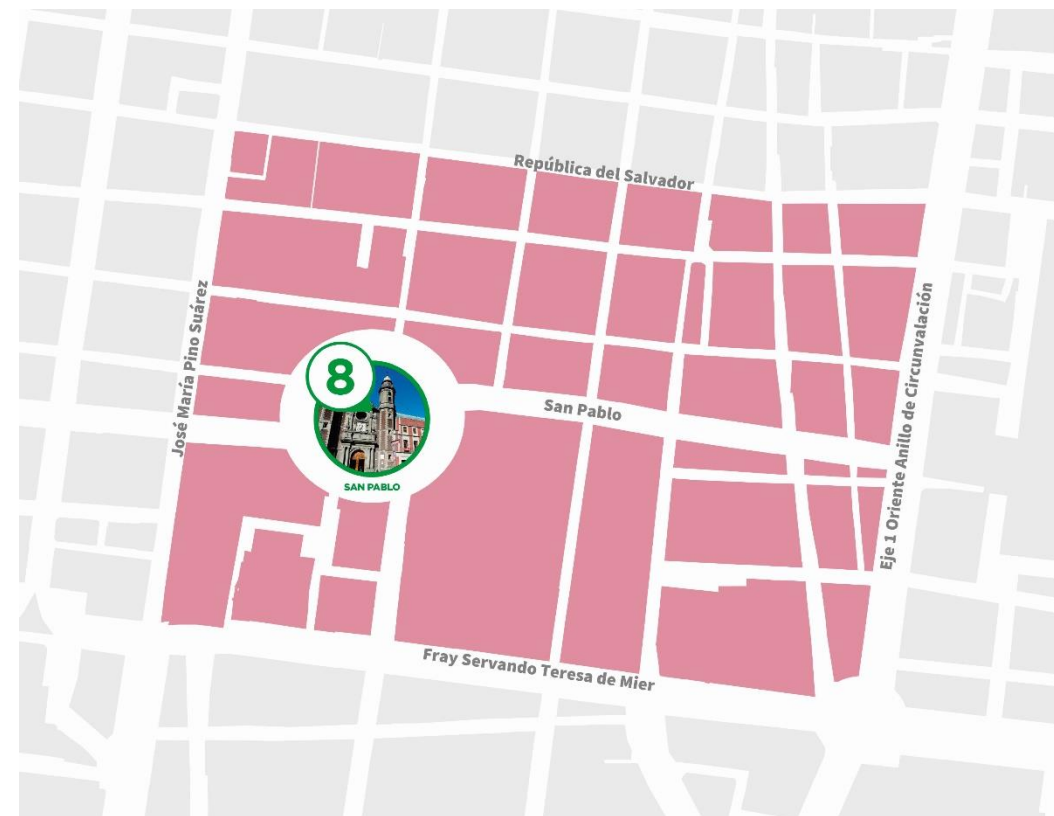 República del Salvador
José María Pino Suárez
Eje 1 Oriente Anillo de Circunvalación
8
San Pablo
SAN PABLO
Fray Servando Teresa de Mier